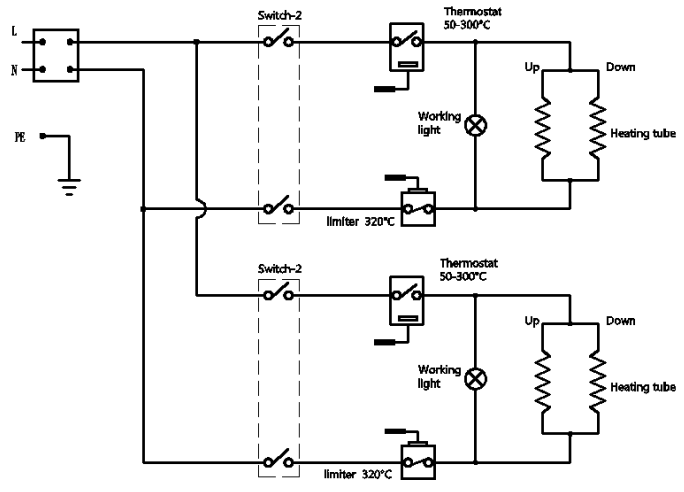 Thermostat
50-300°C
Switch-2
L
N
Up
Down
Working
light
Heating tube
PE
limiter 320°C
Thermostat
50-300°C
Switch-2
Up
Down
Working
light
Heating tube
limiter 320°C